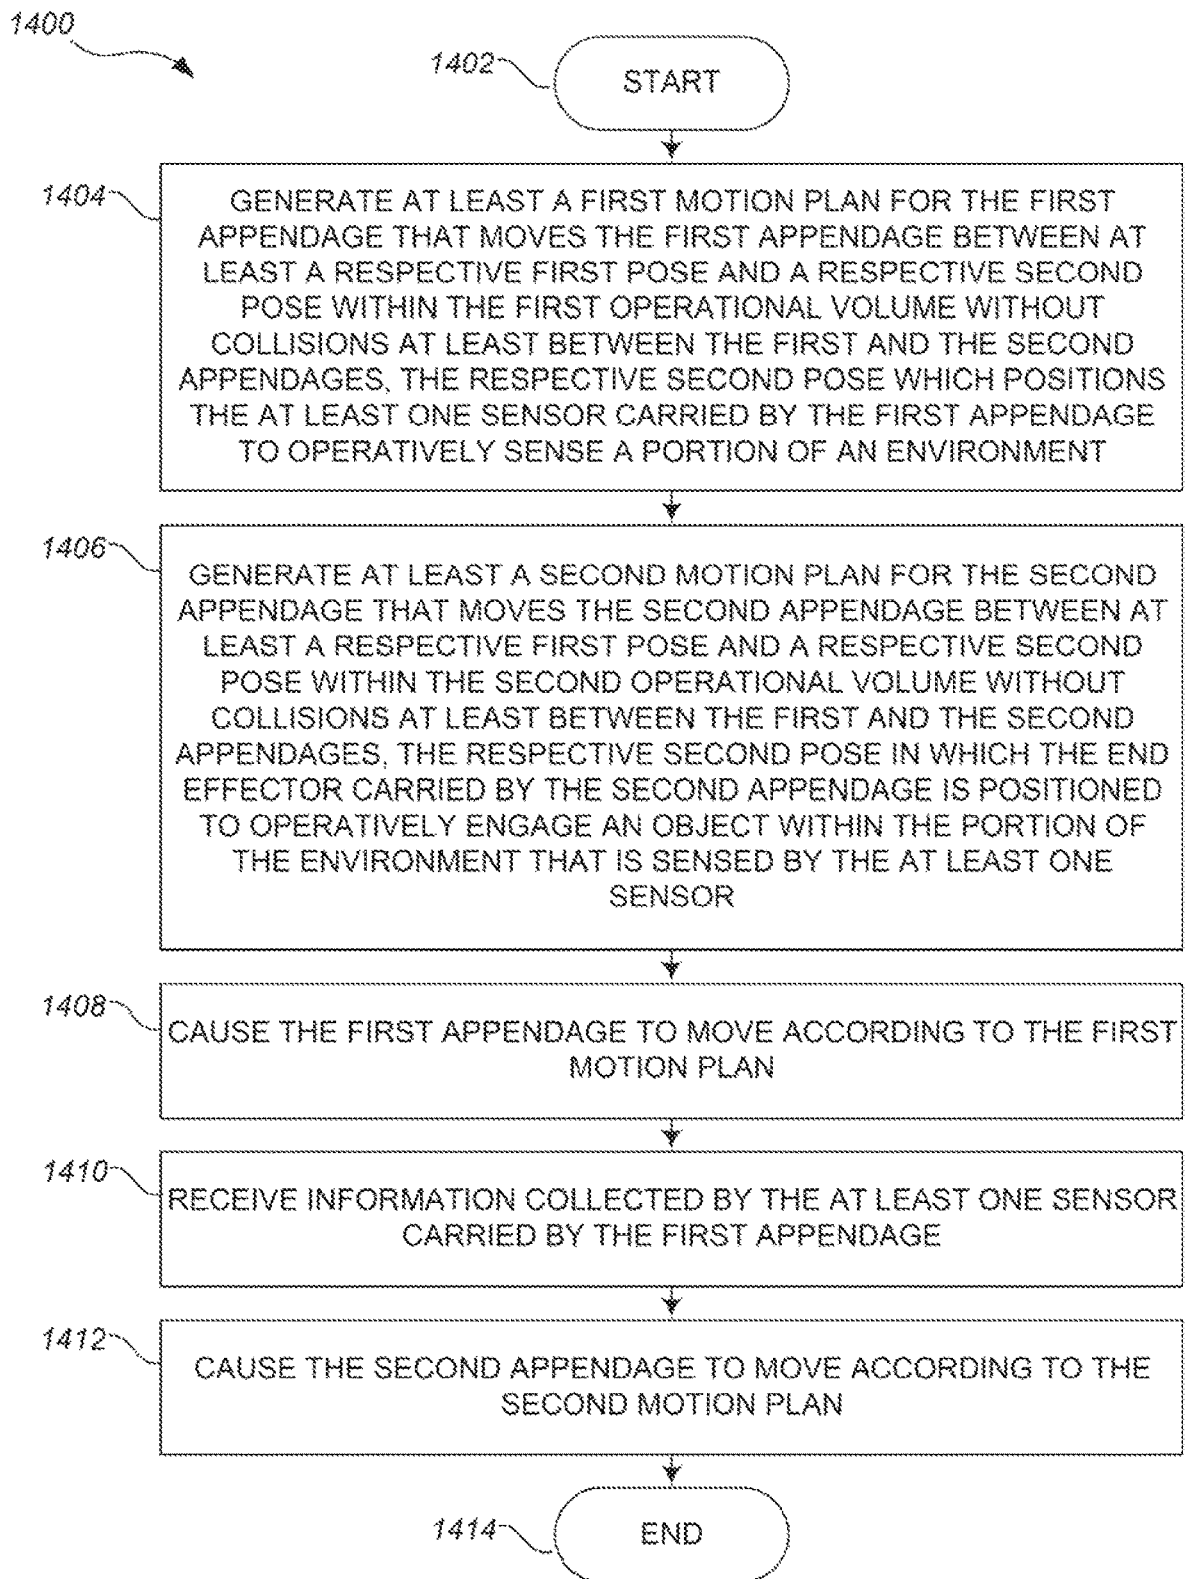 1400
1402
START
1404
GENERATE AT LEAST A FIRST MOTION PLAN FOR THE FIRST
APPENDAGE THAT MOVES THE FIRST APPENDAGE BETWEEN AT
LEAST A RESPECTIVE FIRST POSE AND A RESPECTIVE SECOND
POSE WITHIN THE FIRST OPERATIONAL VOLUME WITHOUT
COLLISIONS AT LEAST BETWEEN THE FIRST AND THE SECOND
APPENDAGES, THE RESPECTIVE SECOND POSE WHICH POSITIONS
THE AT LEAST ONE SENSOR CARRIED BY THE FIRST APPENDAGE
TO OPERATIVELY SENSE A PORTION OF AN ENVIRONMENT
1406
GENERATE AT LEAST A SECOND MOTION PLAN FOR THE SECOND
APPENDAGE THAT MOVES THE SECOND APPENDAGE BETWEEN AT
LEAST A RESPECTIVE FIRST POSE AND A RESPECTIVE SECOND
POSE WITHIN THE SECOND OPERATIONAL VOLUME WITHOUT
COLLISIONS AT LEAST BETWEEN THE FIRST AND THE SECOND
APPENDAGES, THE RESPECTIVE SECOND POSE IN WHICH THE END
EFFECTOR CARRIED BY THE SECOND APPENDAGE IS POSITIONED
TO OPERATIVELY ENGAGE AN OBJECT WITHIN THE PORTION OF
THE ENVIRONMENT THAT IS SENSED BY THE AT LEAST ONE
SENSOR
1408
CAUSE THE FIRST APPENDAGE TO MOVE ACCORDING TO THE FIRST
MOTION PLAN
1410
RECEIVE INFORMATION COLLECTED BY THE AT LEAST ONE SENSOR
CARRIED BY THE FIRST APPENDAGE
1412
CAUSE THE SECOND APPENDAGE TO MOVE ACCORDING TO THE
SECOND MOTION PLAN
1414
END